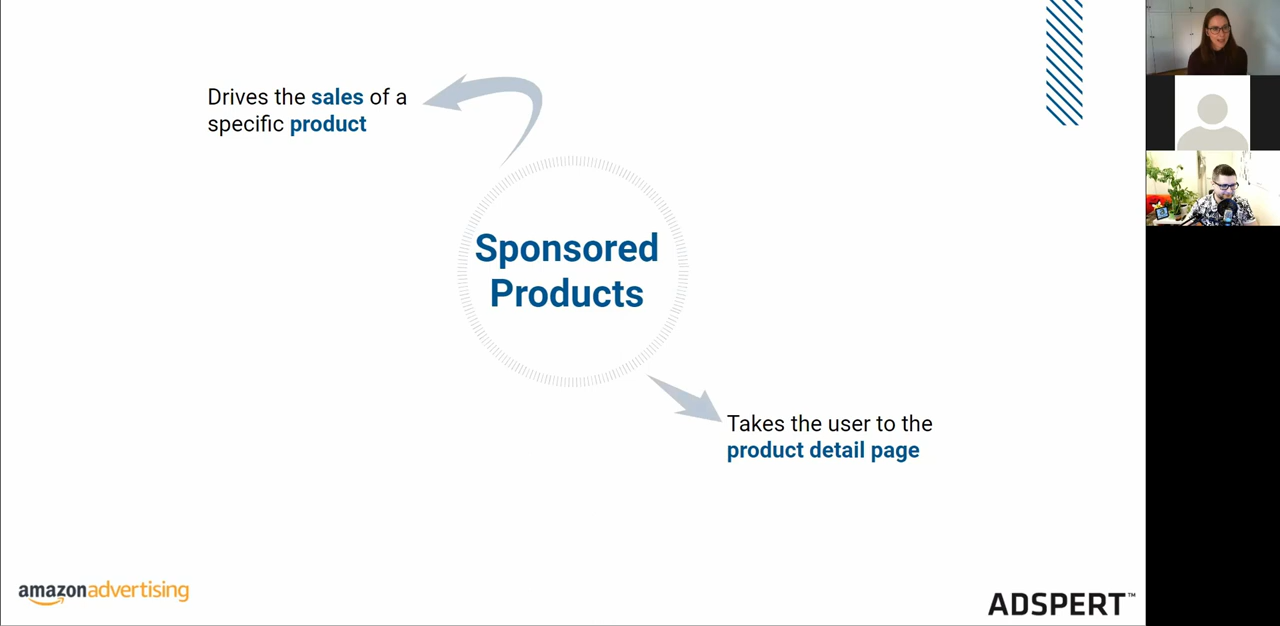 Drives the sales of a
specific product
Sponsored
Products
Takes the user to the
product detail page
amazonadvertising
ADSPERT™